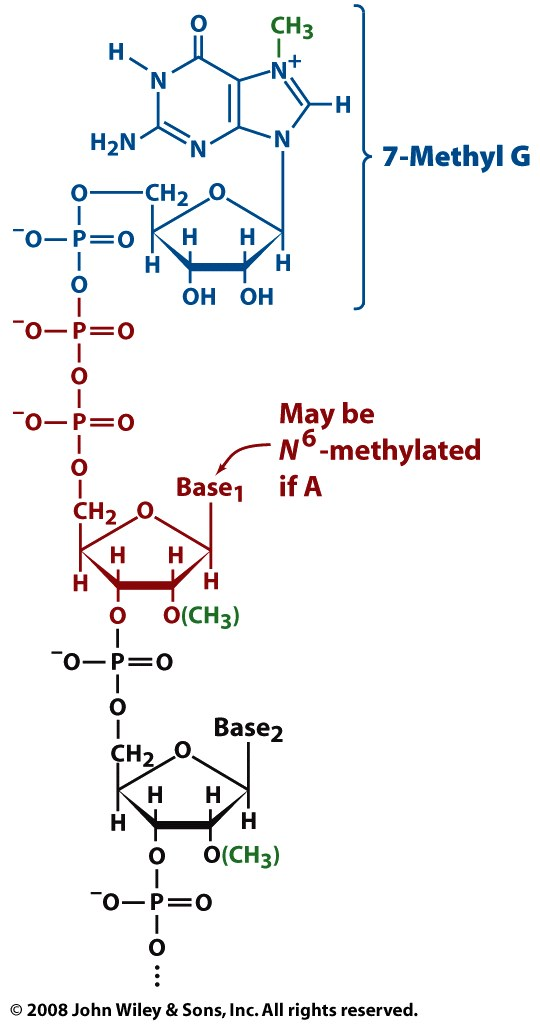 O
CH3
H
N
N+
H
H2N
N
N
7-Methyl G
O
CH2
O
−O—P=O
H
H
H
H
O
OH
OH
−O—P=O
O
−O—P=O
May be
N6-methylated
if A
O
Base1
CH2
O
H
H
H
H
O
O(CH3)
−O—P=O
O
Base2
CH2
O
H
H
H
H
O
O(CH3)
−O—P=O
O
© 2008 John Wiley & Sons, Inc. All rights reserved.